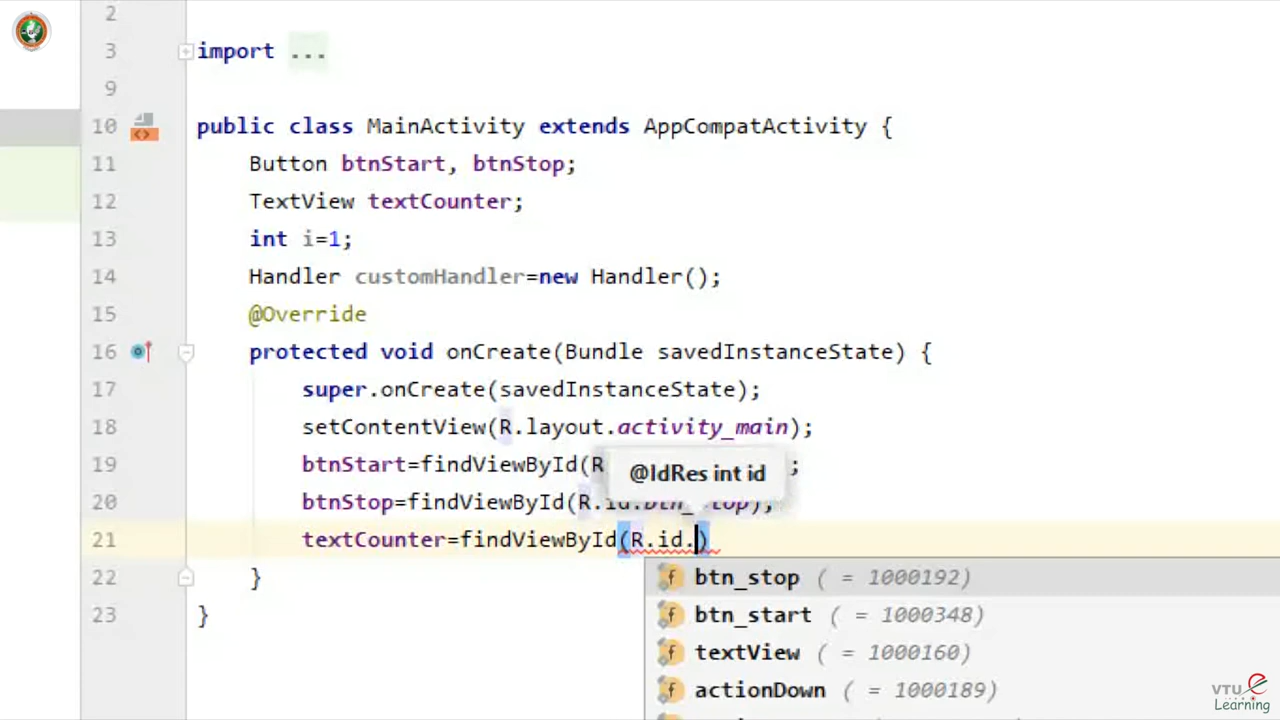 2
3 import ...
9
10 public class MainActivity extends AppCompatActivity {
11 Button btnStart, btnStop;
12 TextView textCounter;
13 int i=1;
14 Handler customHandler=new Handler();
15 @Override
16 protected void onCreate(Bundle savedInstanceState) {
17 super.onCreate(savedInstanceState);
18 setContentView(R.layout.activity_main);
19 btnStart=findViewById(R ;
@IdRes int id
20 btnStop=findViewById(R.id.btn_stop);
21 textCounter=findViewById(R.id.)
22 }
btn_stop ( = 1000192)
23 }
btn_start ( = 1000348)
textView ( = 1000160)
actionDown ( = 1000189)
VTU e
Learning